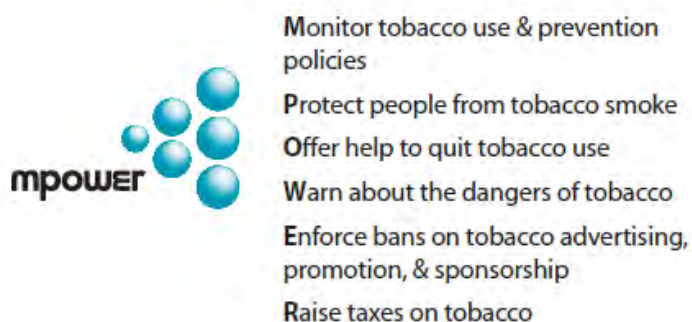 mpower
Monitor tobacco use & prevention
policies
Protect people from tobacco smoke
Offer help to quit tobacco use
Warn about the dangers of tobacco
Enforce bans on tobacco advertising,
promotion, & sponsorship
Raise taxes on tobacco